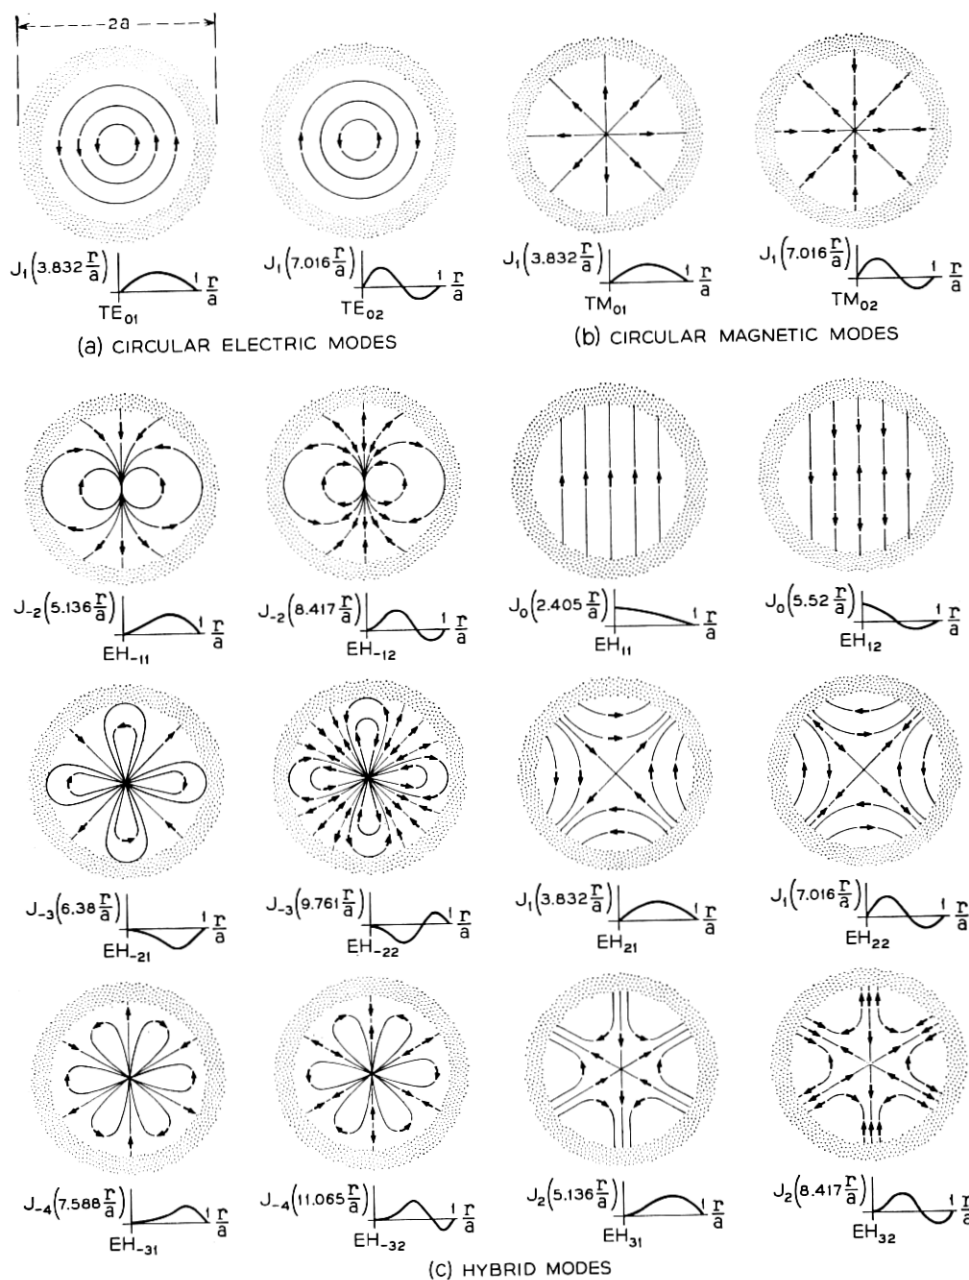 2a
J₁(3.832 r/a) 1 r/a
TE₀₁
J₁(7.016 r/a) 1 r/a
TE₀₂
J₁(3.832 r/a) 1 r/a
TM₀₁
J₁(7.016 r/a) 1 r/a
TM₀₂
(a) CIRCULAR ELECTRIC MODES
(b) CIRCULAR MAGNETIC MODES
J₋₂(5.136 r/a) 1 r/a
EH₋₁₁
J₋₂(8.417 r/a) 1 r/a
EH₋₁₂
J₀(2.405 r/a) 1 r/a
EH₁₁
J₀(5.52 r/a) 1 r/a
EH₁₂
J₋₃(6.38 r/a) 1 r/a
EH₋₂₁
J₋₃(9.761 r/a) 1 r/a
EH₋₂₂
J₁(3.832 r/a) 1 r/a
EH₂₁
J₁(7.016 r/a) 1 r/a
EH₂₂
J₋₄(7.588 r/a) 1 r/a
EH₋₃₁
J₋₄(11.065 r/a) 1 r/a
EH₋₃₂
J₂(5.136 r/a) 1 r/a
EH₃₁
J₂(8.417 r/a) 1 r/a
EH₃₂
(c) HYBRID MODES